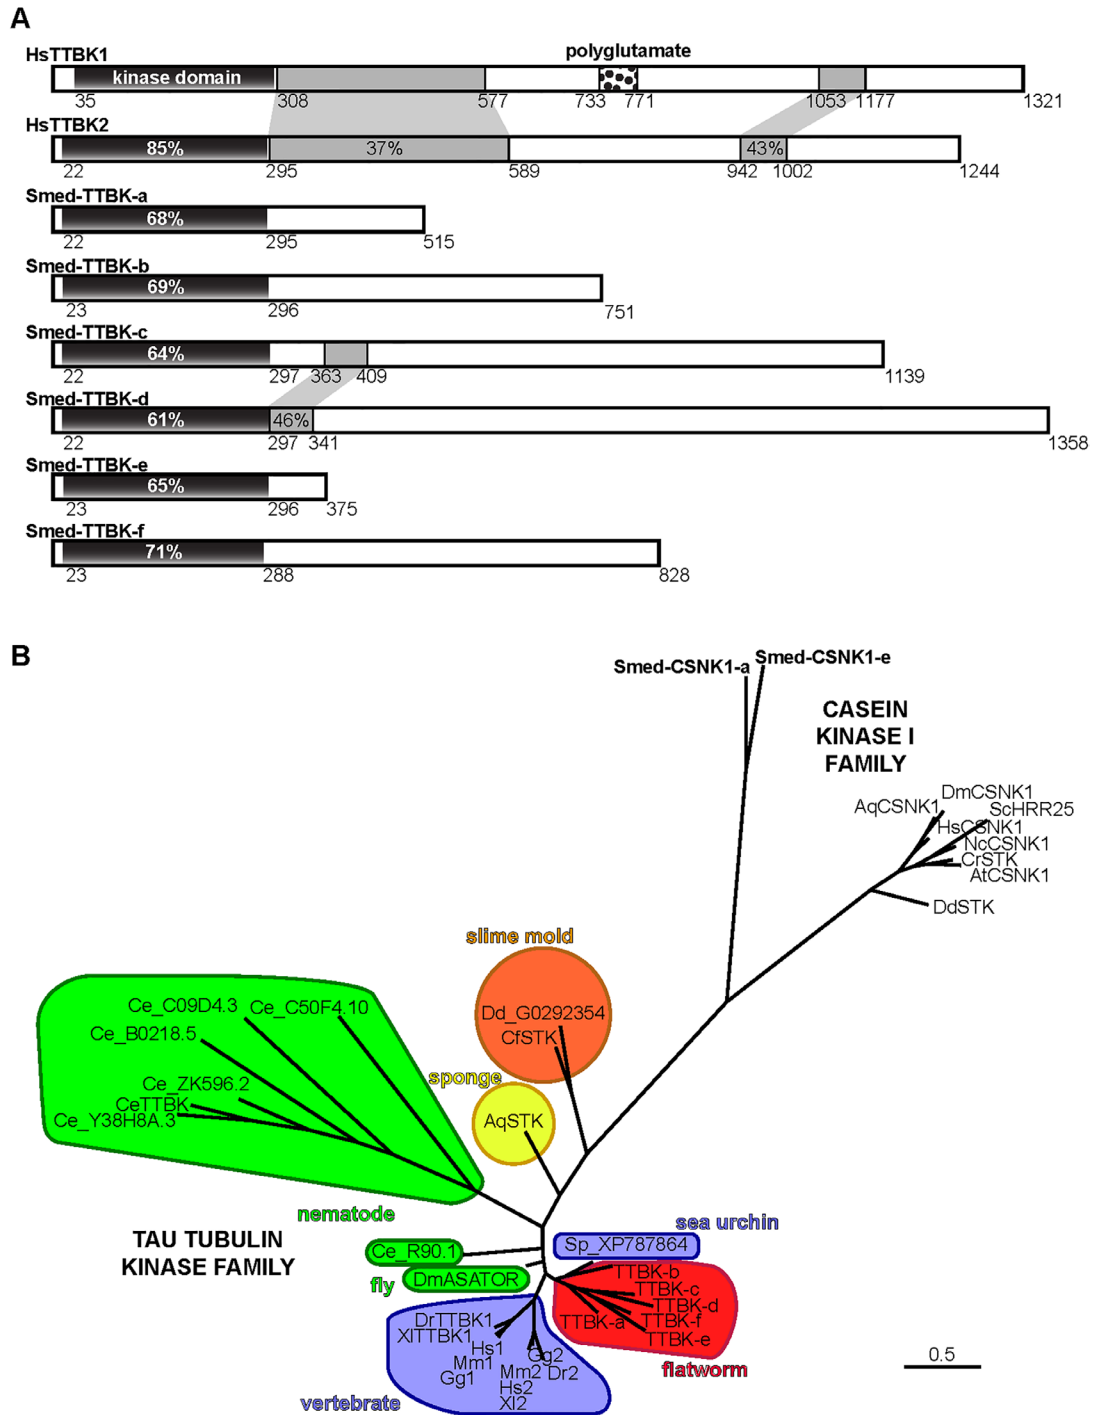 A
HsTTBK1
polyglutamate
kinase domain
35 308 577 733 771 1053 1177 1321
HsTTBK2
85% 37% 43%
22 295 589 942 1002 1244
Smed-TTBK-a
68%
22 295 515
Smed-TTBK-b
69%
23 296 751
Smed-TTBK-c
64%
22 297 363 409 1139
Smed-TTBK-d
61% 46%
22 297 341 1358
Smed-TTBK-e
65%
23 296 375
Smed-TTBK-f
71%
23 288 828
B
Smed-CSNK1-a Smed-CSNK1-e
CASEIN
KINASE I
FAMILY
DmCSNK1
AqCSNK1 ScHRR25
HsCSNK1
NcCSNK1
CrSTK
AtCSNK1
DdSTK
slime mold
Dd_G0292354
CfSTK
Ce_C09D4.3 Ce_C50F4.10
Ce_B0218.5
sponge
Ce_ZK596.2
CeTTBK
Ce_Y38H8A.3
AqSTK
nematode
sea urchin
TAU TUBULIN
KINASE FAMILY
Ce_R90.1
Sp_XP787864
fly
DmASATOR
TTBK-b
TTBK-c
TTBK-d
TTBK-a TTBK-f
TTBK-e
DrTTBK1
XlTTBK1
Hs1
Gg2
Mm1
Mm2 Dr2
Gg1
Hs2
Xl2
flatworm
vertebrate
0.5